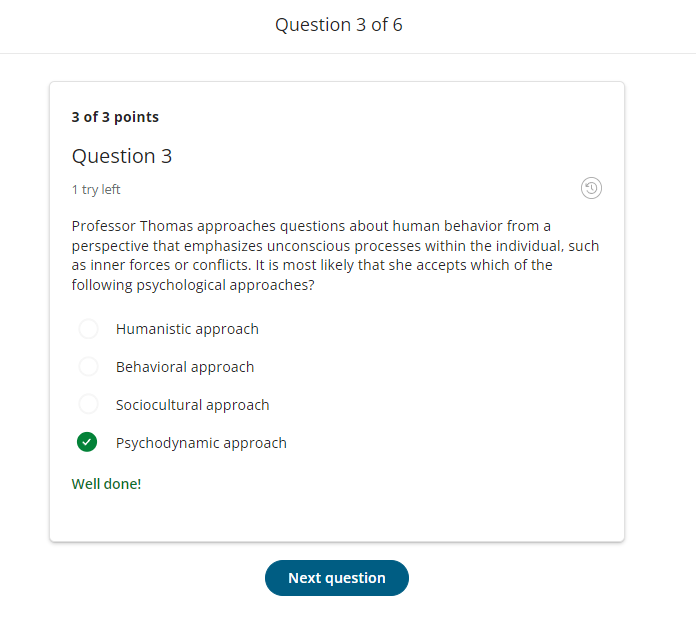 Question 3 of 6
3 of 3 points
Question 3
1 try left
Professor Thomas approaches questions about human behavior from a
perspective that emphasizes unconscious processes within the individual, such
as inner forces or conflicts. It is most likely that she accepts which of the
following psychological approaches?
Humanistic approach
Behavioral approach
Sociocultural approach
Psychodynamic approach
Well done!
Next question